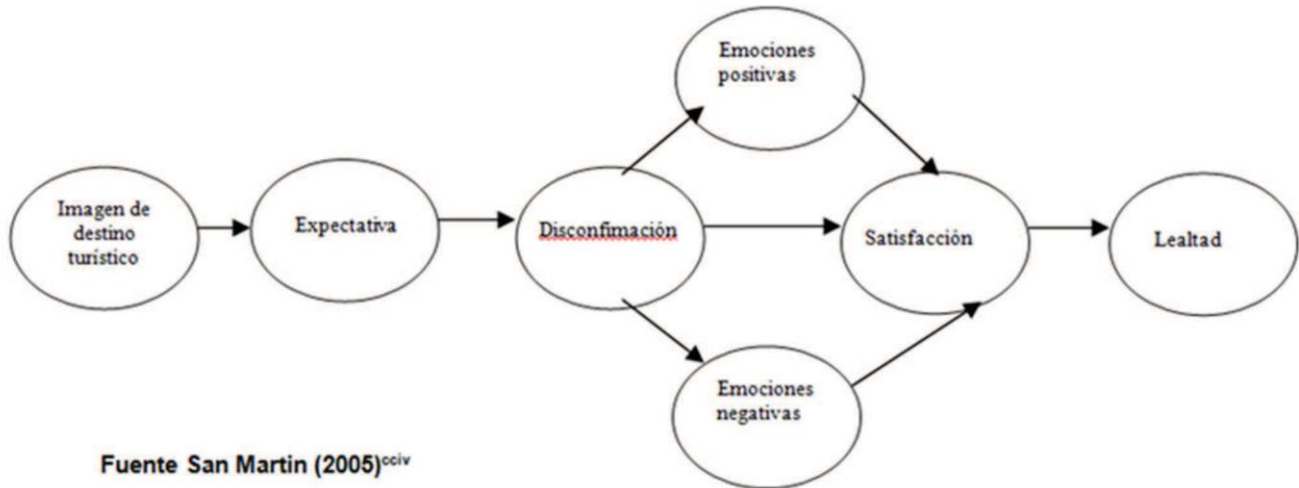 Imagen de
destino
turístico
Expectativa
Disconfimación
Emociones
positivas
Emociones
negativas
Satisfacción
Lealtad
Fuente San Martin (2005)ᶜᶜⁱᵛ